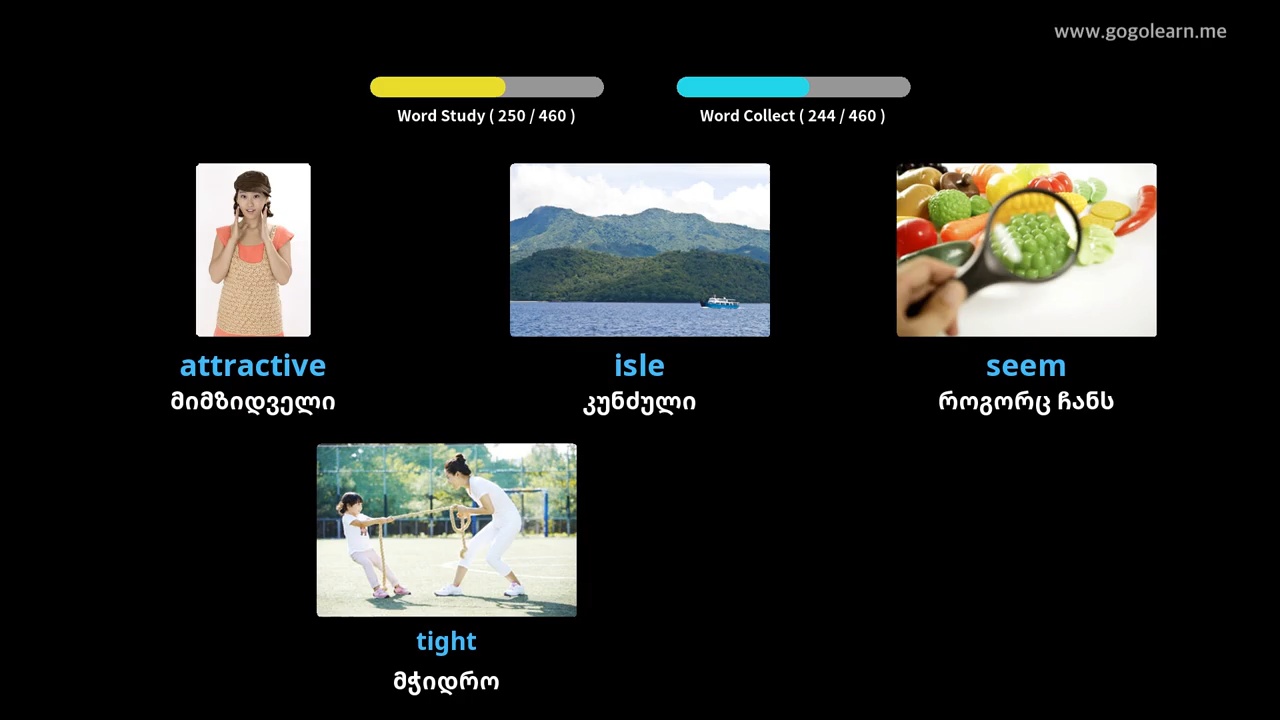 www.gogolearn.me
Word Study ( 250 / 460 )
Word Collect ( 244 / 460 )
attractive
isle
seem
მიმზიდველი
კუნძული
როგორც ჩანს
tight
მჭიდრო